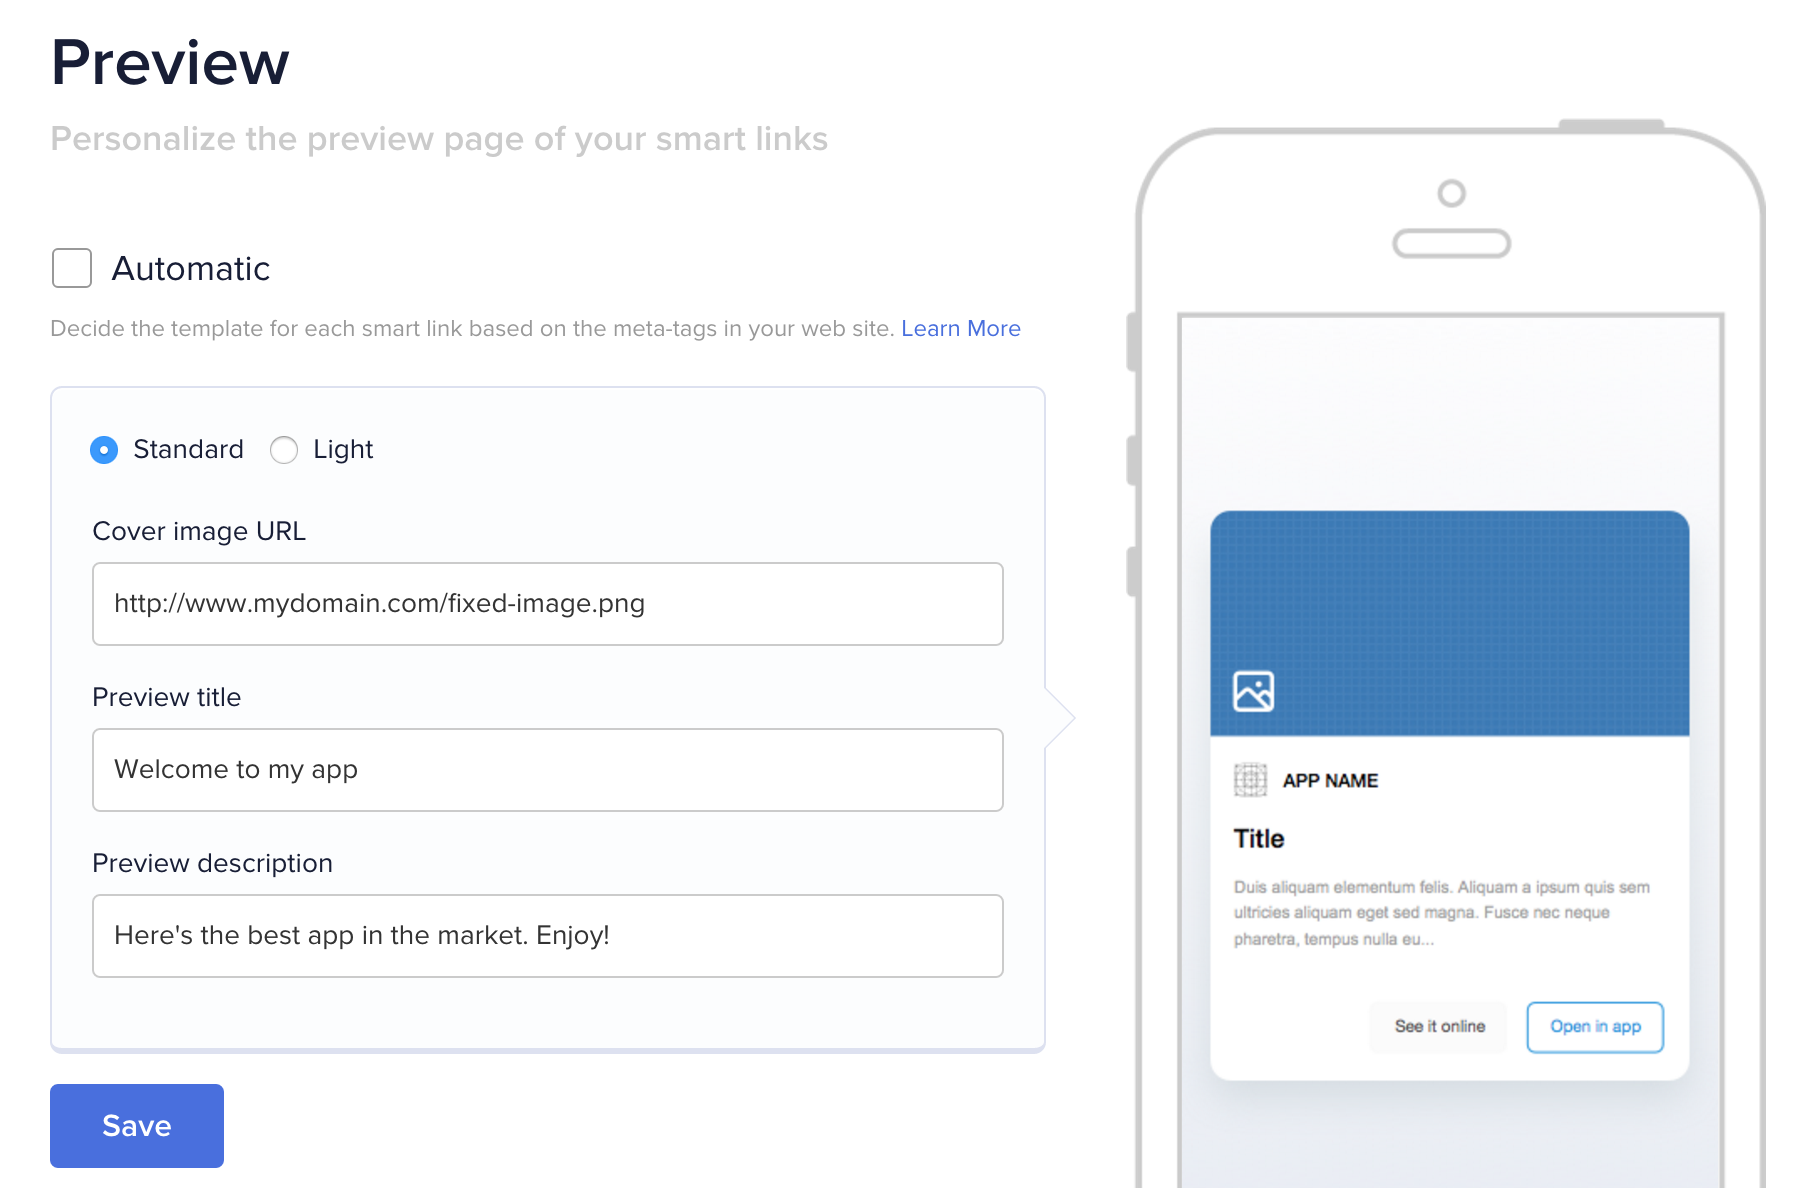 Preview
Personalize the preview page of your smart links
Automatic
Decide the template for each smart link based on the meta-tags in your web site. Learn More
Standard Light
Cover image URL
http://www.mydomain.com/fixed-image.png
Preview title
Welcome to my app
Preview description
Here's the best app in the market. Enjoy!
Save
APP NAME
Title
Duis aliquam elementum felis. Aliquam a ipsum quis sem
ultricies aliquam eget sed magna. Fusce nec neque
pharetra, tempus nulla eu...
See it online Open in app